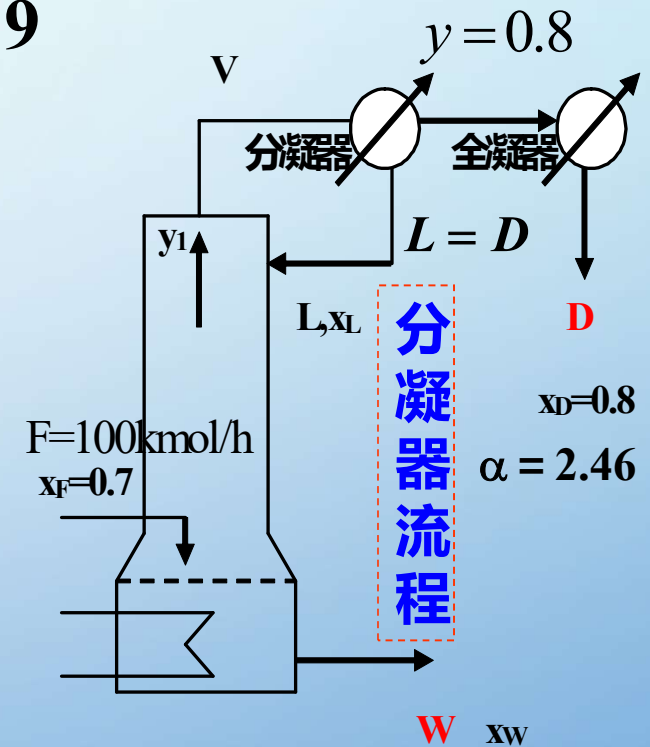 9
y = 0.8
V
分凝器
全凝器
y1
L = D
L,xL
D
分凝器流程
xD=0.8
F=100kmol/h
xF=0.7
α = 2.46
W xW